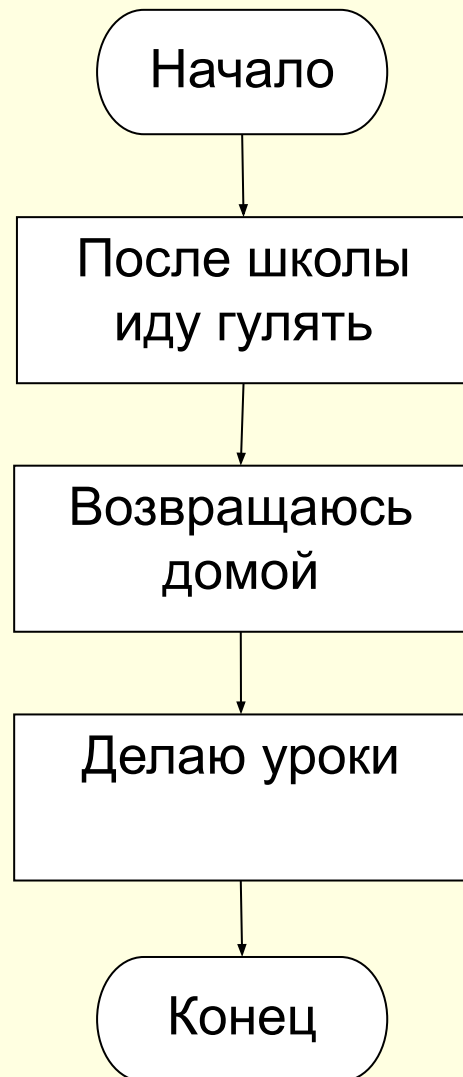 Начало
После школы
иду гулять
Возвращаюсь
домой
Делаю уроки
Конец